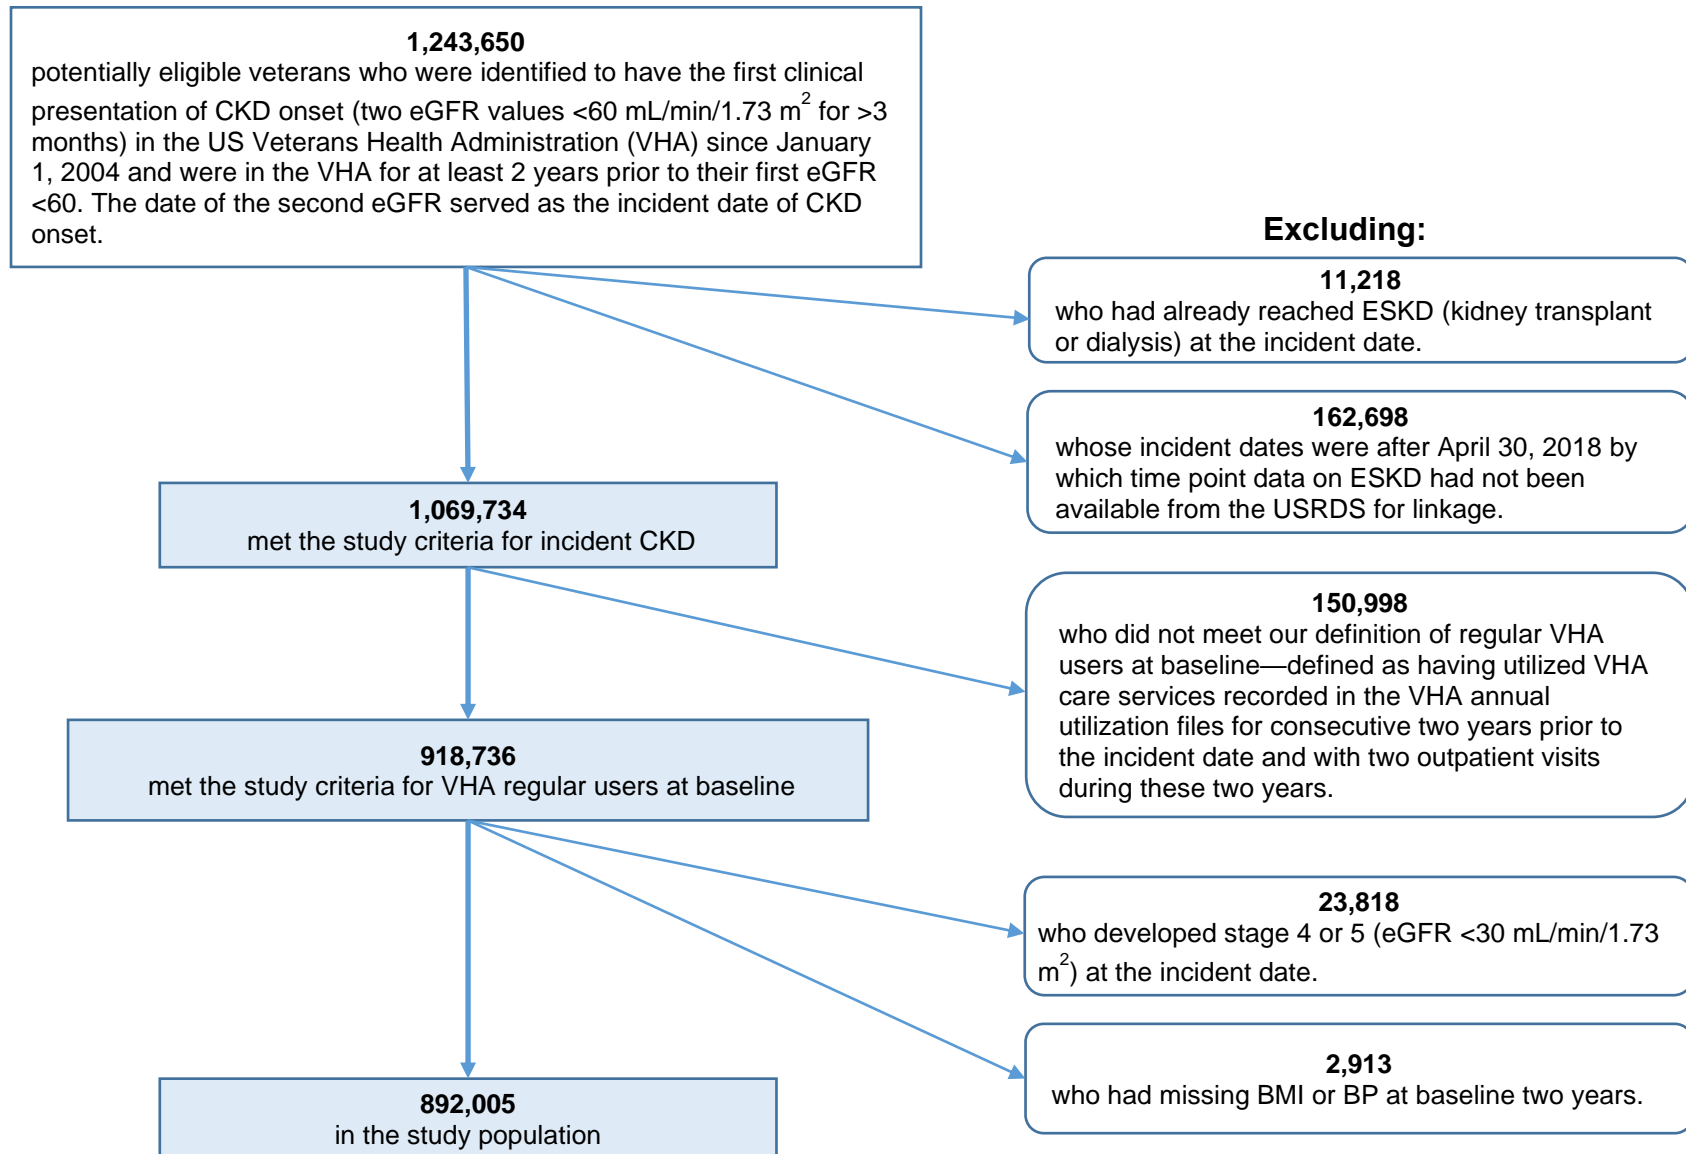 1,243,650
potentially eligible veterans who were identified to have the first clinical
presentation of CKD onset (two eGFR values <60 mL/min/1.73 m² for >3
months) in the US Veterans Health Administration (VHA) since January
1, 2004 and were in the VHA for at least 2 years prior to their first eGFR
<60. The date of the second eGFR served as the incident date of CKD
onset.
Excluding:
11,218
who had already reached ESKD (kidney transplant
or dialysis) at the incident date.
162,698
whose incident dates were after April 30, 2018 by
which time point data on ESKD had not been
available from the USRDS for linkage.
1,069,734
met the study criteria for incident CKD
150,998
who did not meet our definition of regular VHA
users at baseline—defined as having utilized VHA
care services recorded in the VHA annual
utilization files for consecutive two years prior to
the incident date and with two outpatient visits
during these two years.
918,736
met the study criteria for VHA regular users at baseline
23,818
who developed stage 4 or 5 (eGFR <30 mL/min/1.73
m²) at the incident date.
2,913
who had missing BMI or BP at baseline two years.
892,005
in the study population